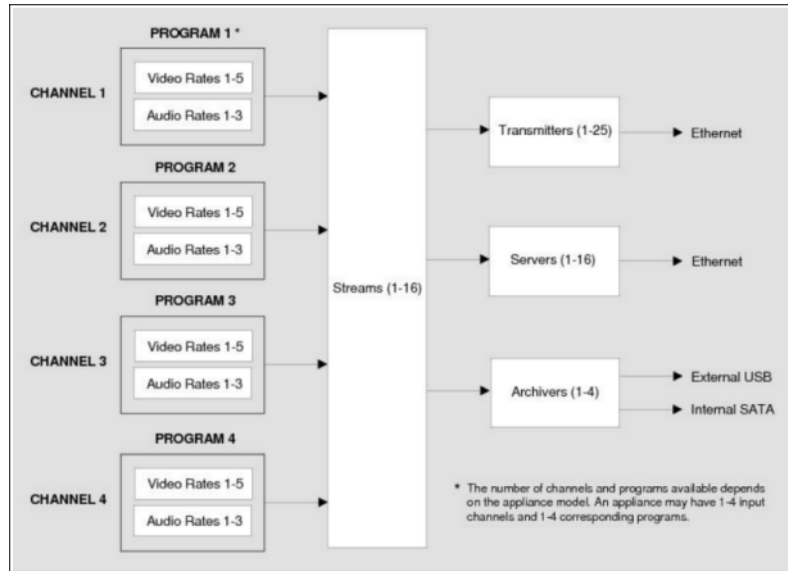 PROGRAM 1 *
CHANNEL 1
Video Rates 1-5
Audio Rates 1-3
PROGRAM 2
CHANNEL 2
Video Rates 1-5
Audio Rates 1-3
PROGRAM 3
CHANNEL 3
Video Rates 1-5
Audio Rates 1-3
PROGRAM 4
CHANNEL 4
Video Rates 1-5
Audio Rates 1-3
Streams (1-16)
Transmitters (1-25)
Ethernet
Servers (1-16)
Ethernet
Archivers (1-4)
External USB
Internal SATA
* The number of channels and programs available depends
on the appliance model. An appliance may have 1-4 input
channels and 1-4 corresponding programs.